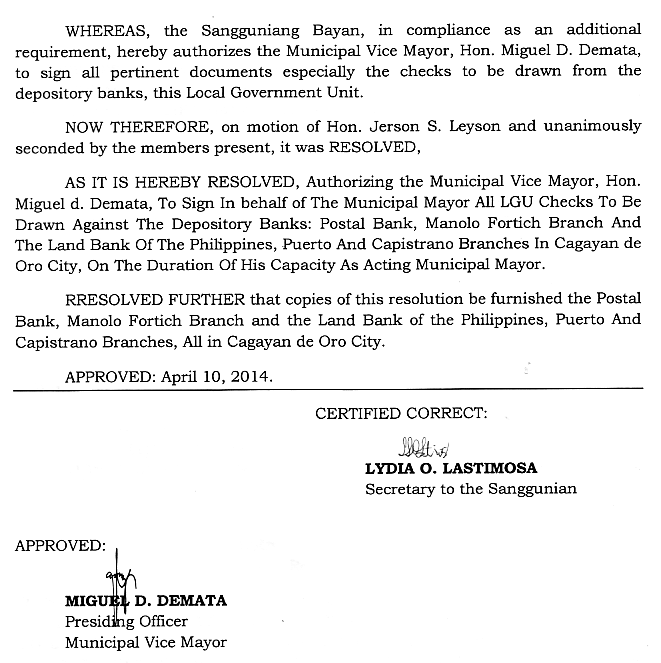 WHEREAS, the Sangguniang Bayan, in compliance as an additional
requirement, hereby authorizes the Municipal Vice Mayor, Hon. Miguel D. Demata,
to sign all pertinent documents especially the checks to be drawn from the
depository banks, this Local Government Unit.
NOW THEREFORE, on motion of Hon. Jerson S. Leyson and unanimously
seconded by the members present, it was RESOLVED,
AS IT IS HEREBY RESOLVED, Authorizing the Municipal Vice Mayor, Hon.
Miguel d. Demata, To Sign In behalf of The Municipal Mayor All LGU Checks To Be
Drawn Against The Depository Banks: Postal Bank, Manolo Fortich Branch And
The Land Bank Of The Philippines, Puerto And Capistrano Branches In Cagayan de
Oro City, On The Duration Of His Capacity As Acting Municipal Mayor.
RRESOLVED FURTHER that copies of this resolution be furnished the Postal
Bank, Manolo Fortich Branch and the Land Bank of the Philippines, Puerto And
Capistrano Branches, All in Cagayan de Oro City.
APPROVED: April 10, 2014.
CERTIFIED CORRECT:
LYDIA O. LASTIMOSA
Secretary to the Sanggunian
APPROVED:
MIGUEL D. DEMATA
Presiding Officer
Municipal Vice Mayor